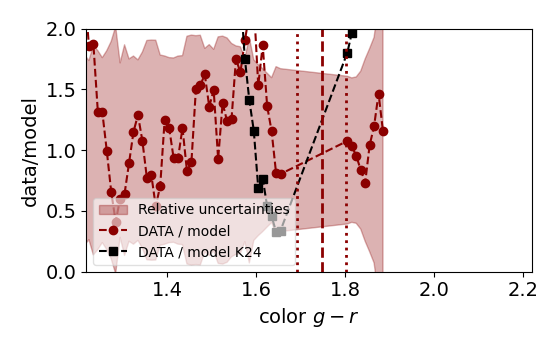 2.0
1.5
1.0
0.5
0.0
data/model
Relative uncertainties
DATA / model
DATA / model K24
1.4 1.6 1.8 2.0 2.2
color g − r